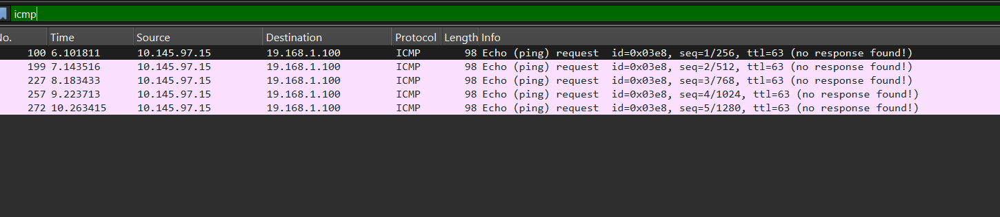 icmp
No. Time Source Destination Protocol Length Info
100 6.101811 10.145.97.15 19.168.1.100 ICMP 98 Echo (ping) request id=0x03e8, seq=1/256, ttl=63 (no response found!)
199 7.143516 10.145.97.15 19.168.1.100 ICMP 98 Echo (ping) request id=0x03e8, seq=2/512, ttl=63 (no response found!)
227 8.183433 10.145.97.15 19.168.1.100 ICMP 98 Echo (ping) request id=0x03e8, seq=3/768, ttl=63 (no response found!)
257 9.223713 10.145.97.15 19.168.1.100 ICMP 98 Echo (ping) request id=0x03e8, seq=4/1024, ttl=63 (no response found!)
272 10.263415 10.145.97.15 19.168.1.100 ICMP 98 Echo (ping) request id=0x03e8, seq=5/1280, ttl=63 (no response found!)